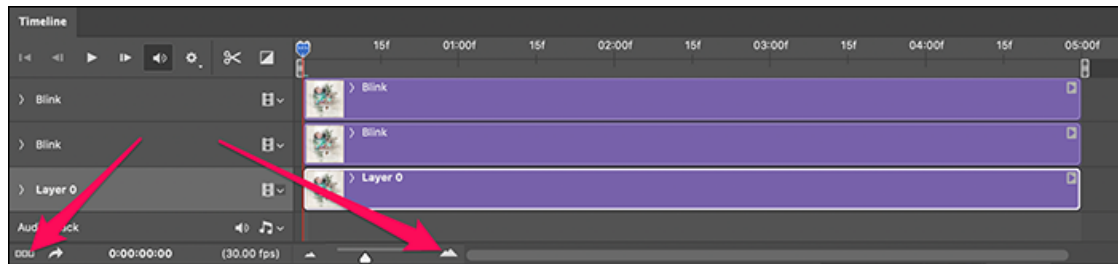 Timeline
15f 01:00f 15f 02:00f 15f 03:00f 15f 04:00f 15f 05:00f
Blink
Blink
Blink
Blink
Layer 0
Layer 0
0:00:00:00 (30.00 fps)